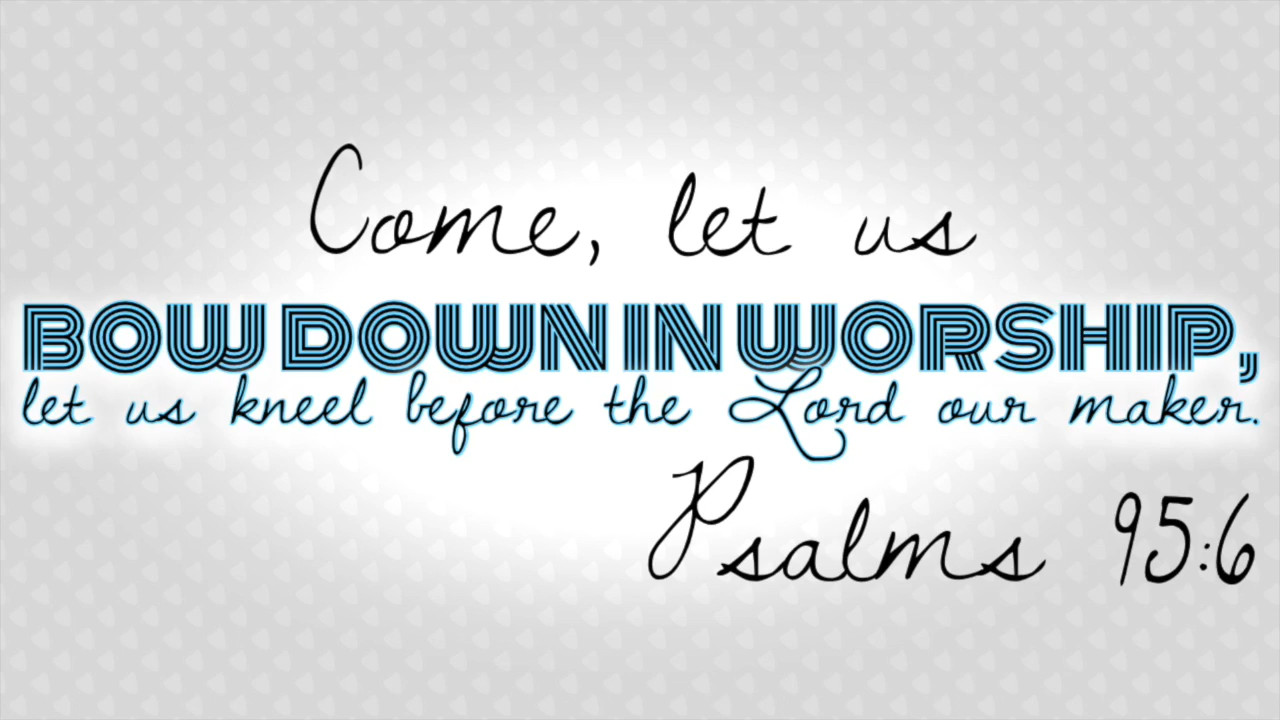 Come, let us
BOW DOWN IN WORSHIP,
let us kneel before the Lord our maker.
Psalms 95:6